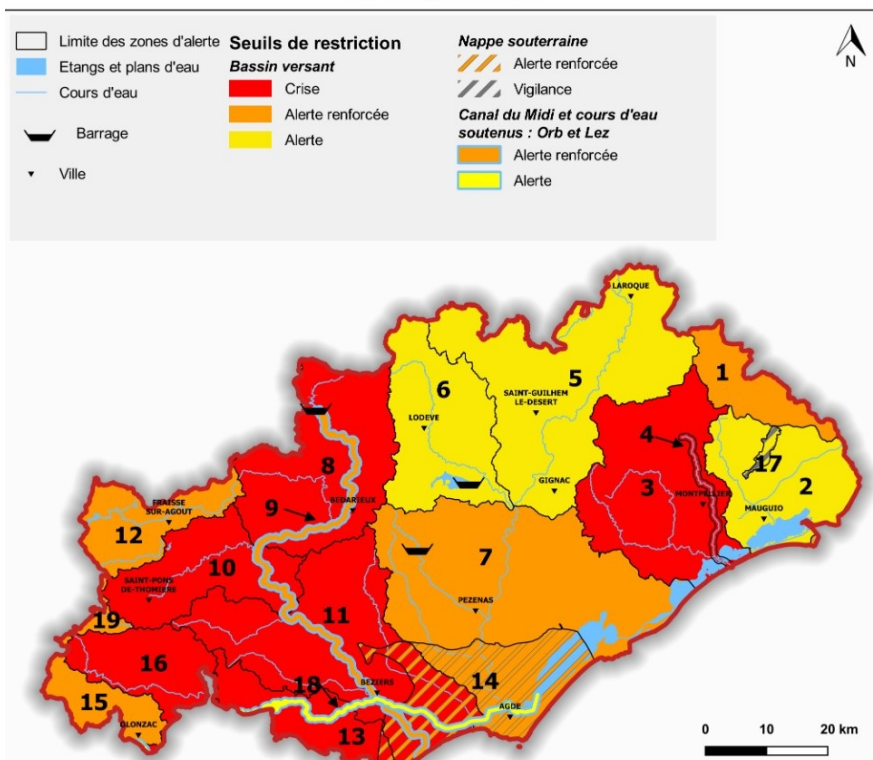 Limite des zones d'alerte
Etangs et plans d'eau
Cours d'eau
Barrage
Ville
Seuils de restriction
Bassin versant
Crise
Alerte renforcée
Alerte
Nappe souterraine
Alerte renforcée
Vigilance
Canal du Midi et cours d'eau
soutenus : Orb et Lez
Alerte renforcée
Alerte
N
LAROQUE
1
5
6
SAINT-GUILHEM
LE-DESERT
LODEVE
4
17
8
2
GIGNAC
3
MONTPELLIER
BEDARIEUX
MAUGUIO
9
FRAISSE
SUR-AGOUT
12
7
10
SAINT-PONS
DE-THOMIERE
PEZENAS
11
19
16
14
18
BEZIERS
15
AGDE
OLONZAC
13
0 10 20 km